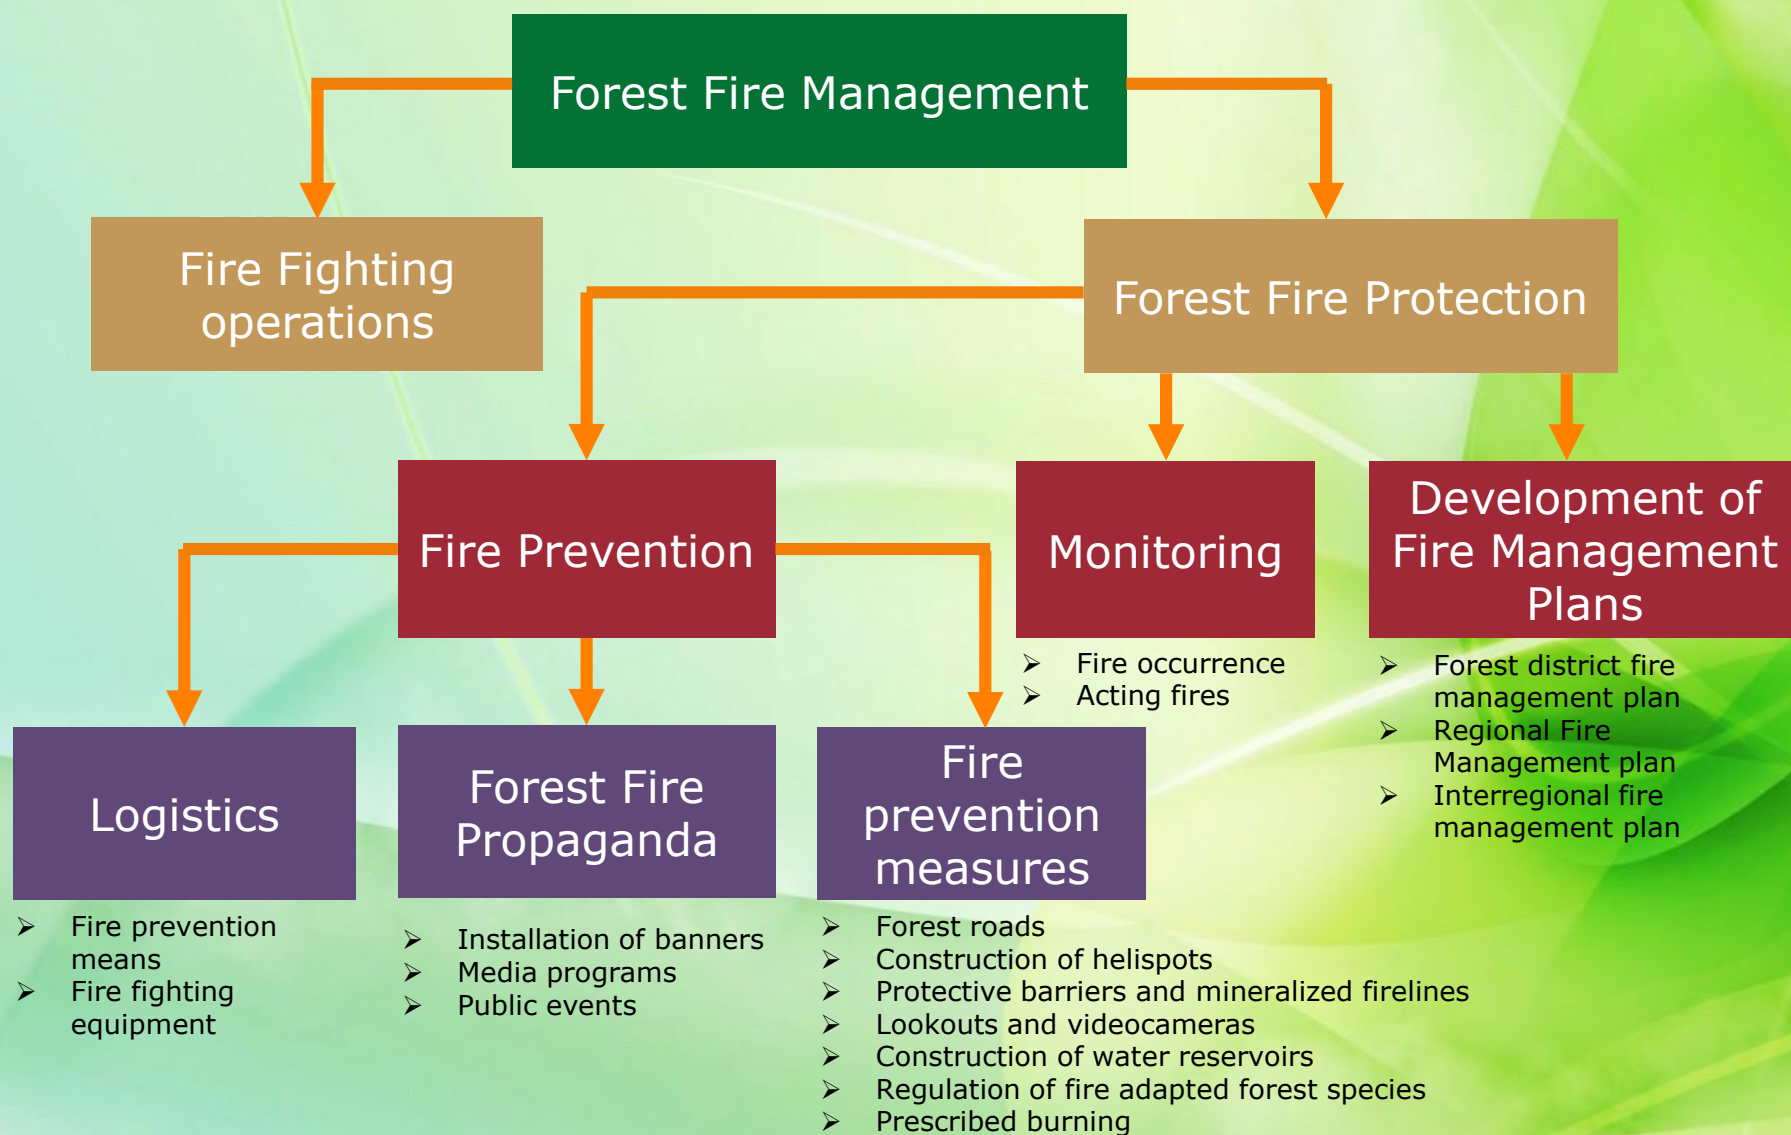 Forest Fire Management
Fire Fighting
operations
Forest Fire Protection
Fire Prevention
Monitoring
Development of
Fire Management
Plans
➢ Fire occurrence
➢ Acting fires
➢ Forest district fire
management plan
➢ Regional Fire
Management plan
➢ Interregional fire
management plan
Logistics
Forest Fire
Propaganda
Fire
prevention
measures
➢ Fire prevention
means
➢ Fire fighting
equipment
➢ Installation of banners
➢ Media programs
➢ Public events
➢ Forest roads
➢ Construction of helispots
➢ Protective barriers and mineralized firelines
➢ Lookouts and videocameras
➢ Construction of water reservoirs
➢ Regulation of fire adapted forest species
➢ Prescribed burning